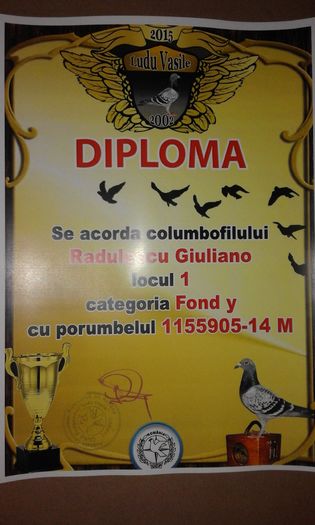 2015
Ludu Vasile
2002
DIPLOMA
Se acorda columbofilului
Radulescu Giuliano
locul 1
categoria Fond y
cu porumbelul 1155905-14 M